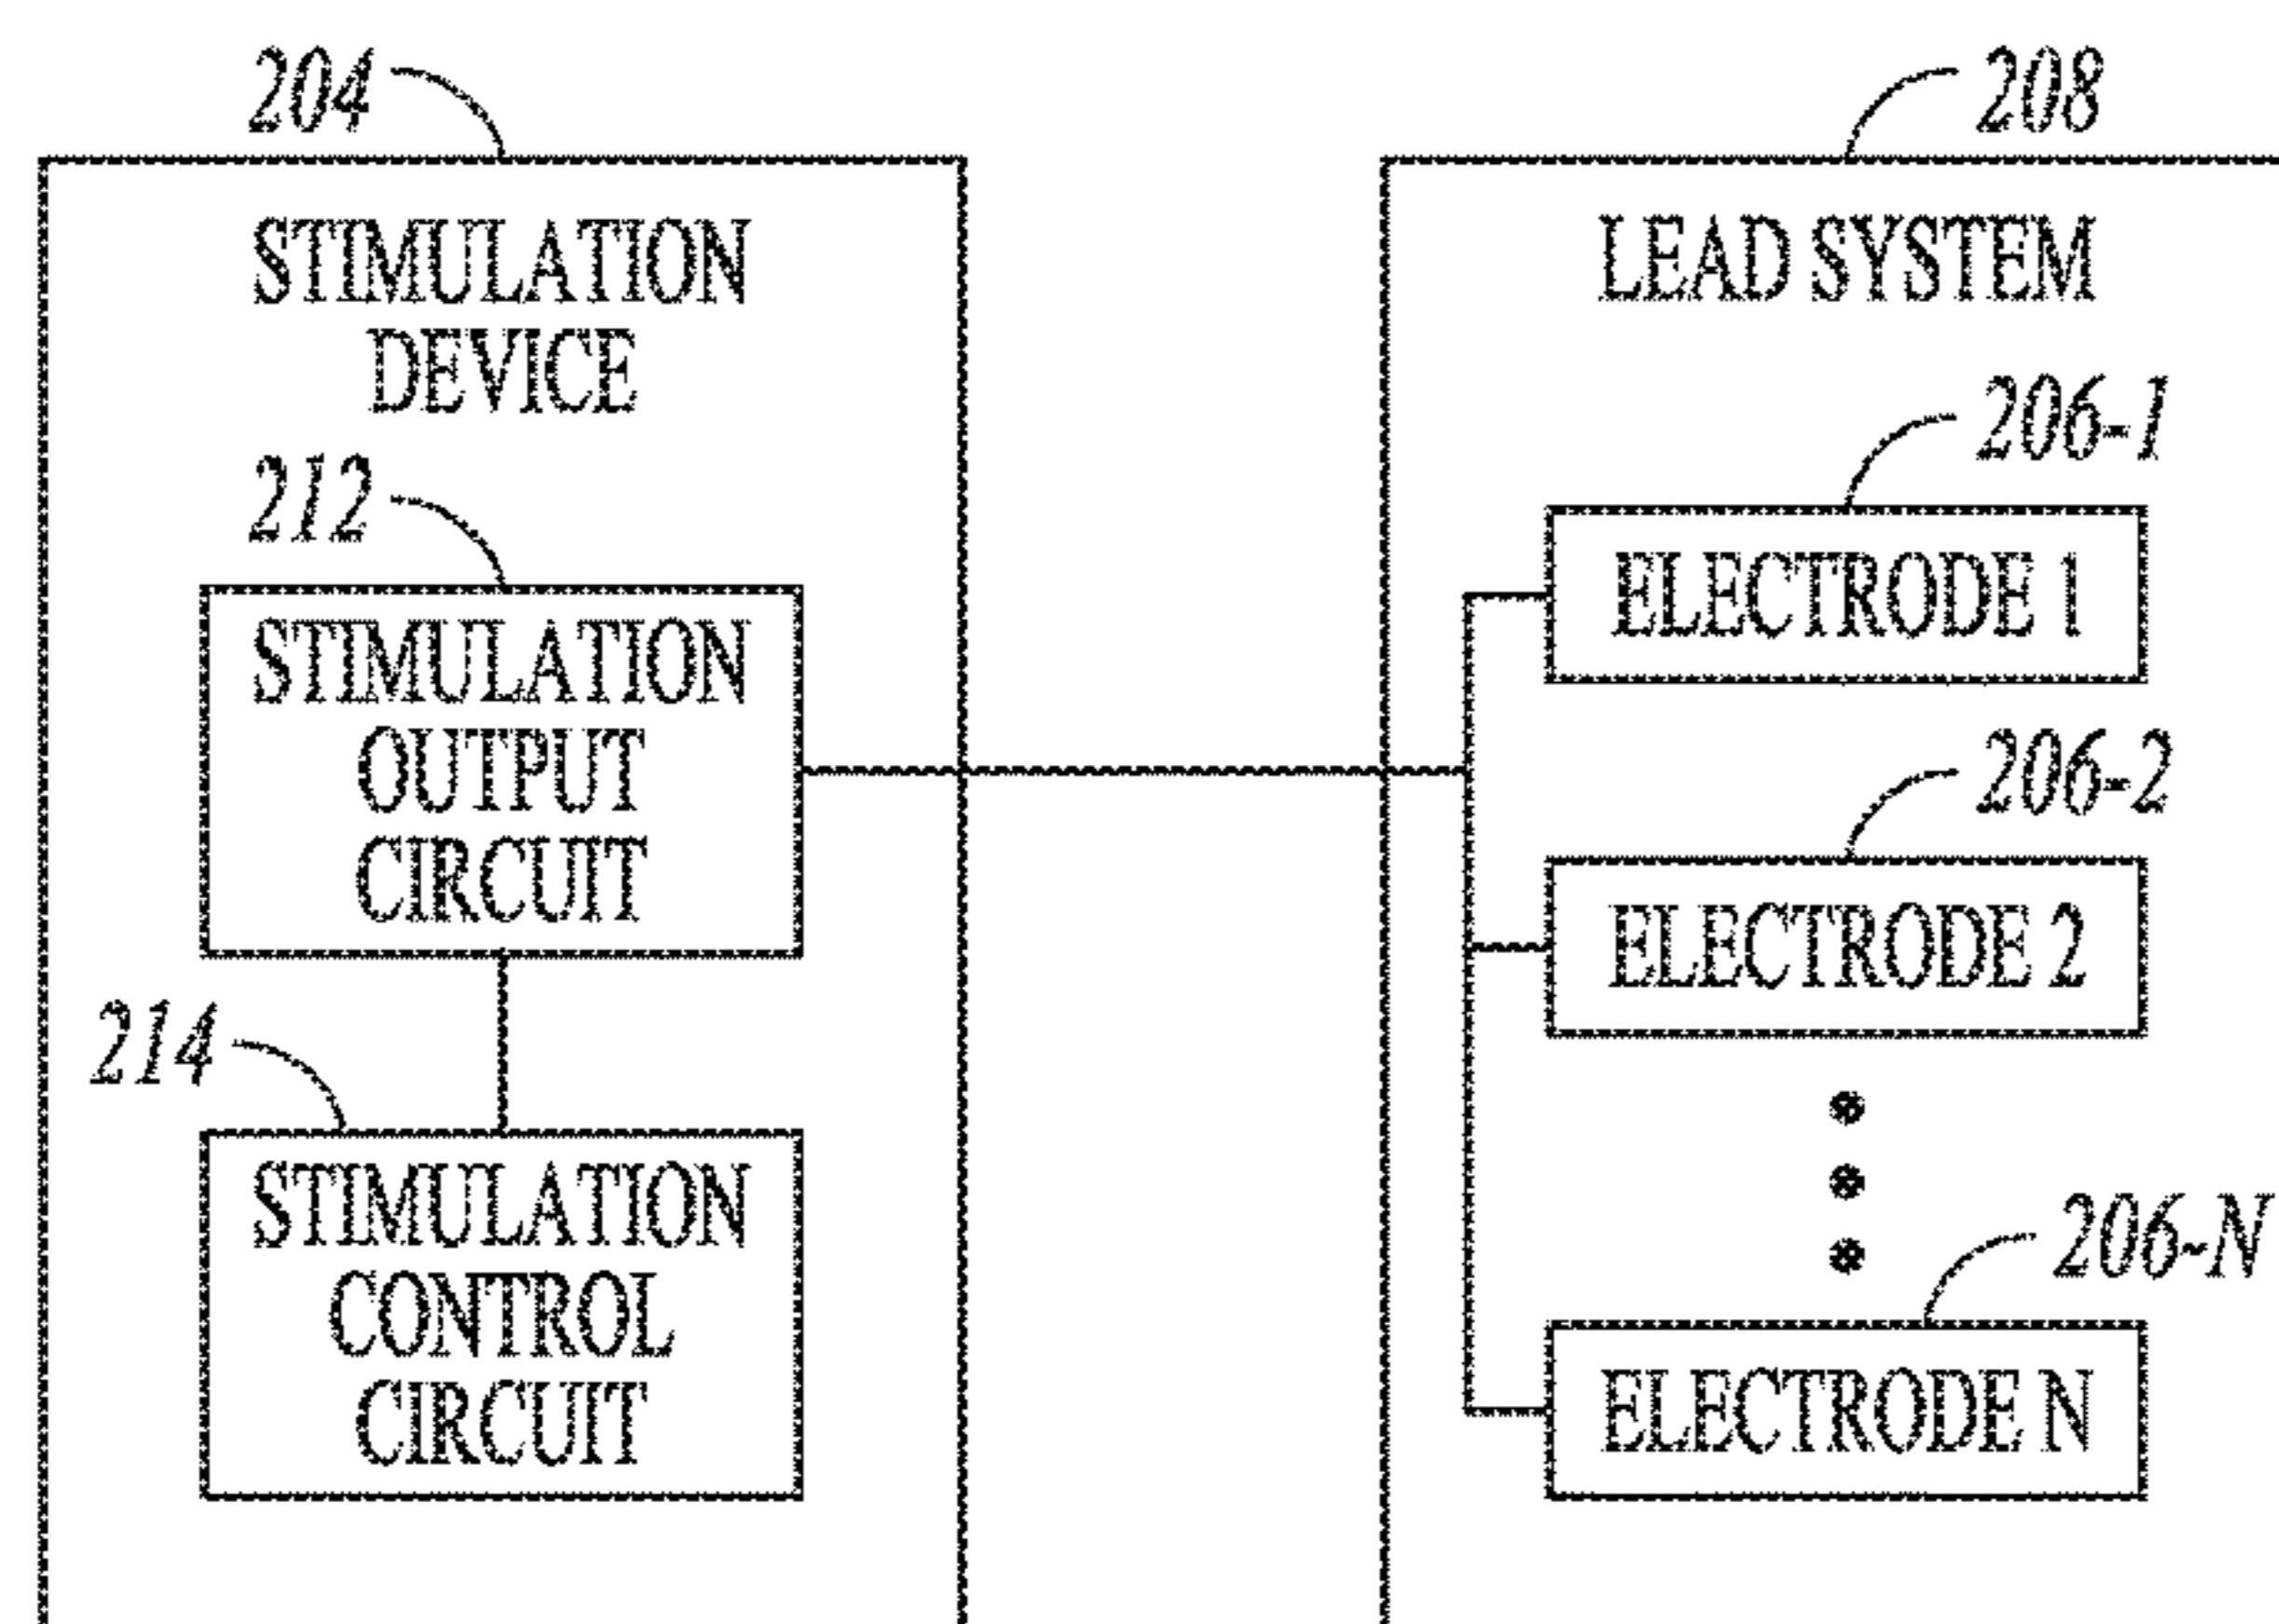 204
STIMULATION
DEVICE
212
STIMULATION
OUTPUT
CIRCUIT
214
STIMULATION
CONTROL
CIRCUIT
208
LEAD SYSTEM
206-1
ELECTRODE 1
206-2
ELECTRODE 2
206-N
ELECTRODE N